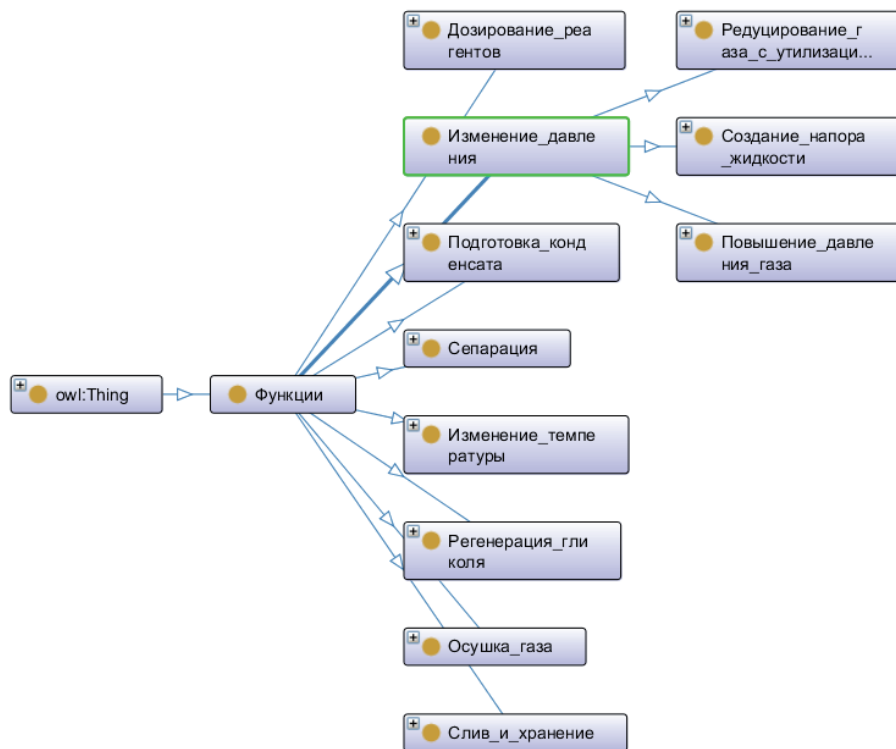 Дозирование_реа
гентов
Редуцирование_г
аза_с_утилизаци...
Изменение_давле
ния
Создание_напора
_жидкости
Подготовка_конд
енсата
Повышение_давле
ния_газа
Сепарация
owl:Thing
Функции
Изменение_темпе
ратуры
Регенерация_гли
коля
Осушка_газа
Слив_и_хранение